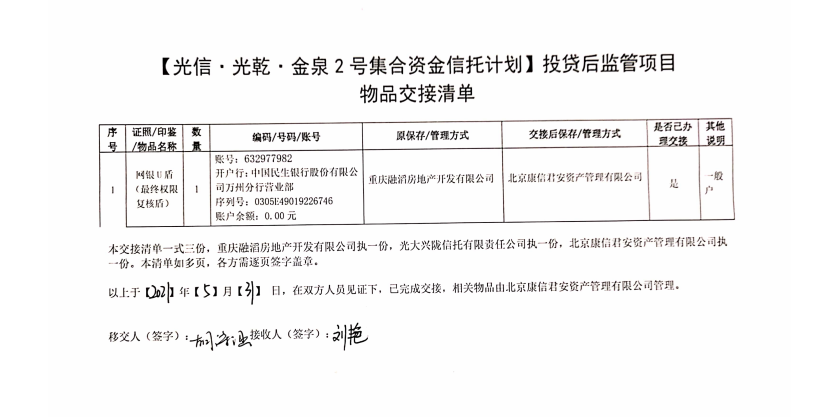 【光信·光乾·金泉2号集合资金信托计划】投贷后监管项目
物品交接清单
序号 证照/印鉴/物品名称 数量 编码/号码/账号 原保存/管理方式 交接后保存/管理方式 是否已办理交接 其他说明
1 网银U盾（最终权限复核盾） 1 账号：632977982 重庆融滔房地产开发有限公司 北京康信君安资产管理有限公司 是 一般户
开户行：中国民生银行股份有限公司万州分行营业部
序列号：0305E49019226746
账户余额：0.00元
本交接清单一式三份，重庆融滔房地产开发有限公司执一份，光大兴陇信托有限责任公司执一份，北京康信君安资产管理有限公司执
一份。本清单如多页，各方需逐页签字盖章。
以上于【2021】年【5】月【31】日，在双方人员见证下，已完成交接，相关物品由北京康信君安资产管理有限公司管理。
移交人（签字）： 接收人（签字）：刘艳